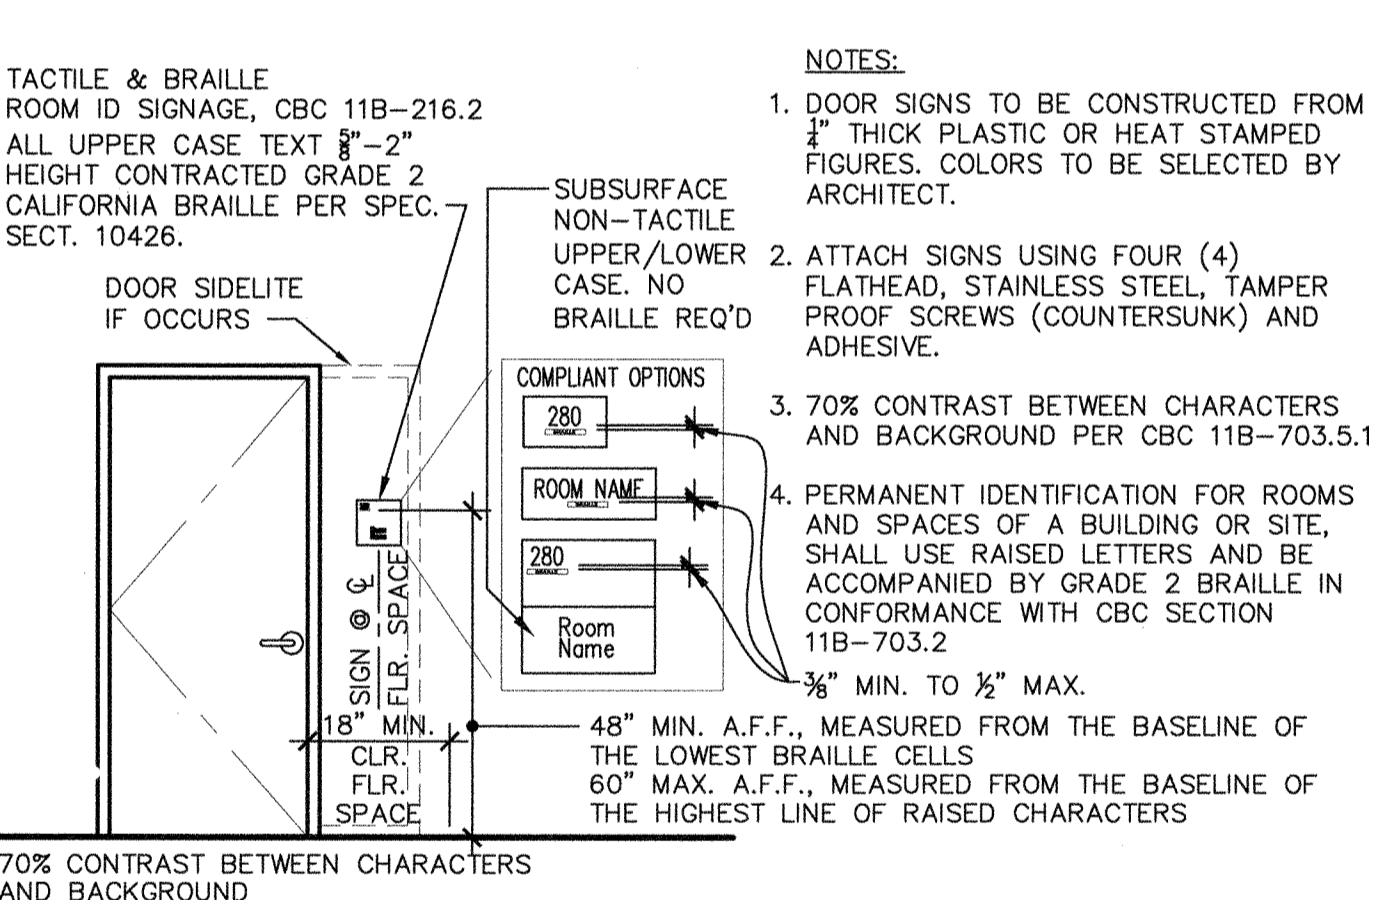 TACTILE & BRAILLE
ROOM ID SIGNAGE, CBC 11B-216.2
ALL UPPER CASE TEXT ⅝"-2"
HEIGHT CONTRACTED GRADE 2
CALIFORNIA BRAILLE PER SPEC.
SECT. 10426.
DOOR SIDELITE
IF OCCURS
SUBSURFACE
NON-TACTILE
UPPER/LOWER
CASE. NO
BRAILLE REQ'D
COMPLIANT OPTIONS
280
BRAILLE
ROOM NAME
BRAILLE
280
BRAILLE
Room
Name
SIGN @ ℄
FLR. SPACE
18" MIN.
CLR.
FLR.
SPACE
NOTES:
1. DOOR SIGNS TO BE CONSTRUCTED FROM
¼" THICK PLASTIC OR HEAT STAMPED
FIGURES. COLORS TO BE SELECTED BY
ARCHITECT.
2. ATTACH SIGNS USING FOUR (4)
FLATHEAD, STAINLESS STEEL, TAMPER
PROOF SCREWS (COUNTERSUNK) AND
ADHESIVE.
3. 70% CONTRAST BETWEEN CHARACTERS
AND BACKGROUND PER CBC 11B-703.5.1
4. PERMANENT IDENTIFICATION FOR ROOMS
AND SPACES OF A BUILDING OR SITE,
SHALL USE RAISED LETTERS AND BE
ACCOMPANIED BY GRADE 2 BRAILLE IN
CONFORMANCE WITH CBC SECTION
11B-703.2
⅜" MIN. TO ½" MAX.
48" MIN. A.F.F., MEASURED FROM THE BASELINE OF
THE LOWEST BRAILLE CELLS
60" MAX. A.F.F., MEASURED FROM THE BASELINE OF
THE HIGHEST LINE OF RAISED CHARACTERS
70% CONTRAST BETWEEN CHARACTERS
AND BACKGROUND